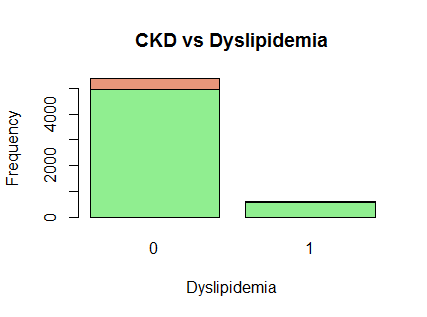 CKD vs Dyslipidemia
Frequency
4000
2000
0
0 1
Dyslipidemia